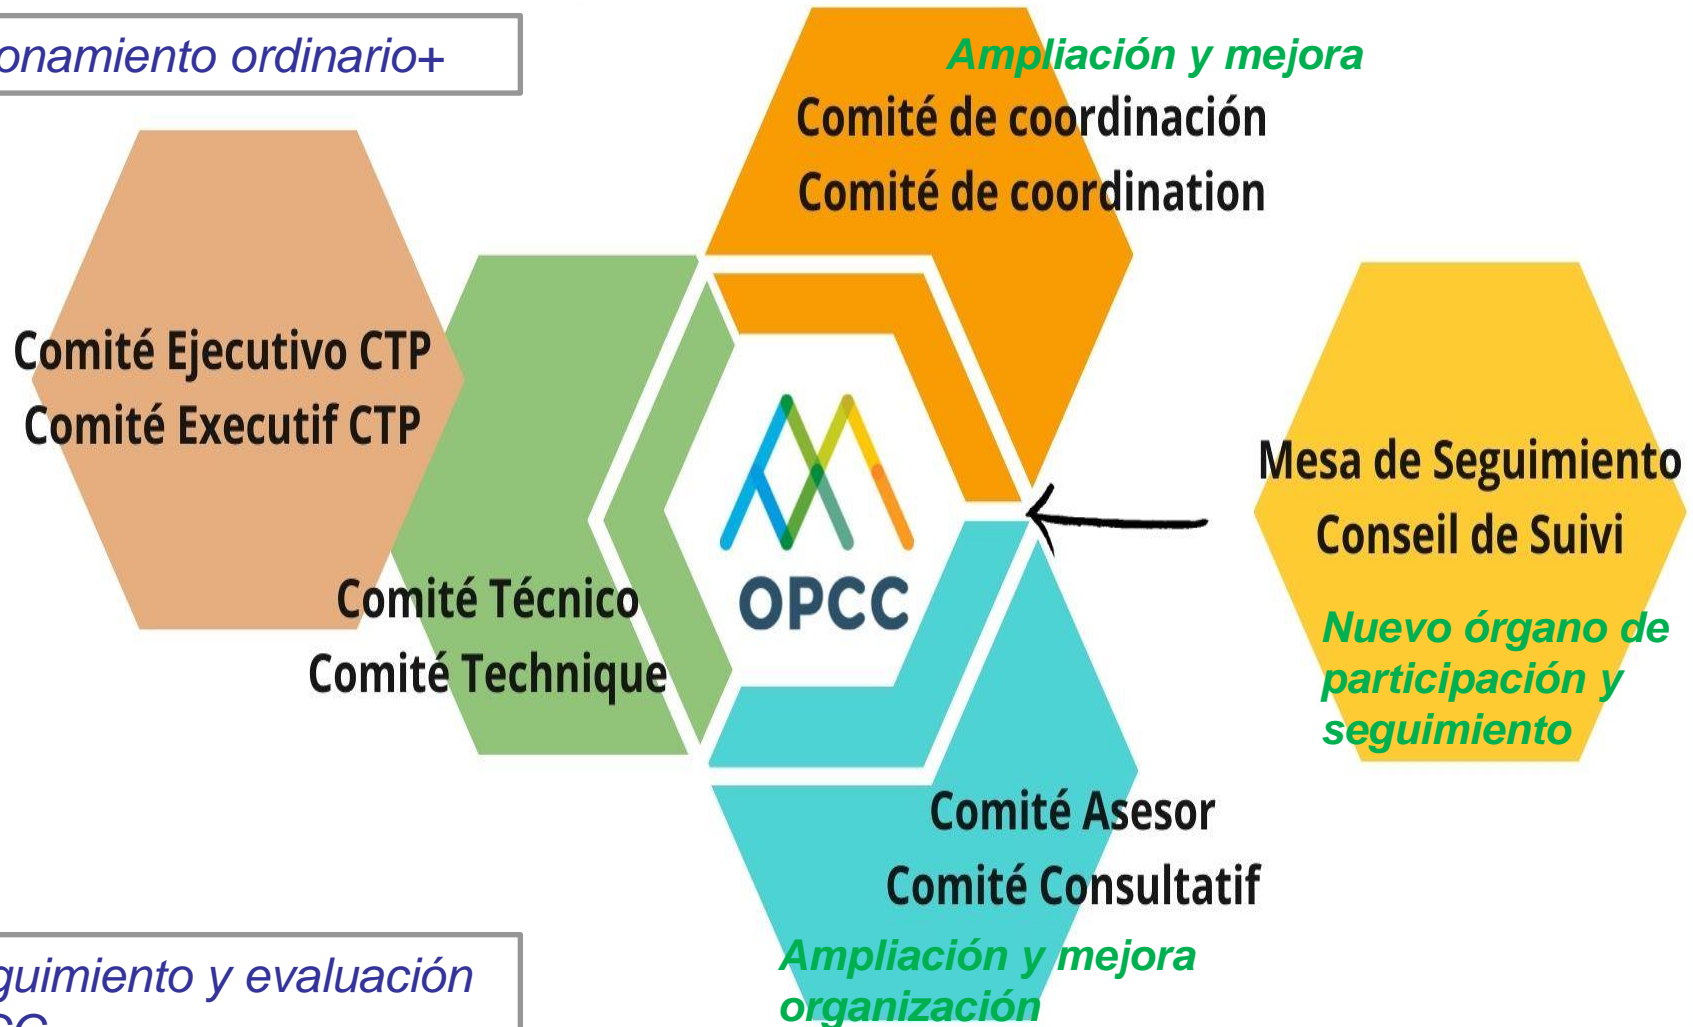 onamiento ordinario+
Ampliación y mejora
Comité de coordinación
Comité de coordination
Comité Ejecutivo CTP
Comité Executif CTP
Mesa de Seguimiento
Conseil de Suivi
OPCC
Comité Técnico
Comité Technique
Nuevo órgano de
participación y
seguimiento
Comité Asesor
Comité Consultatif
Ampliación y mejora
organización
guimiento y evaluación